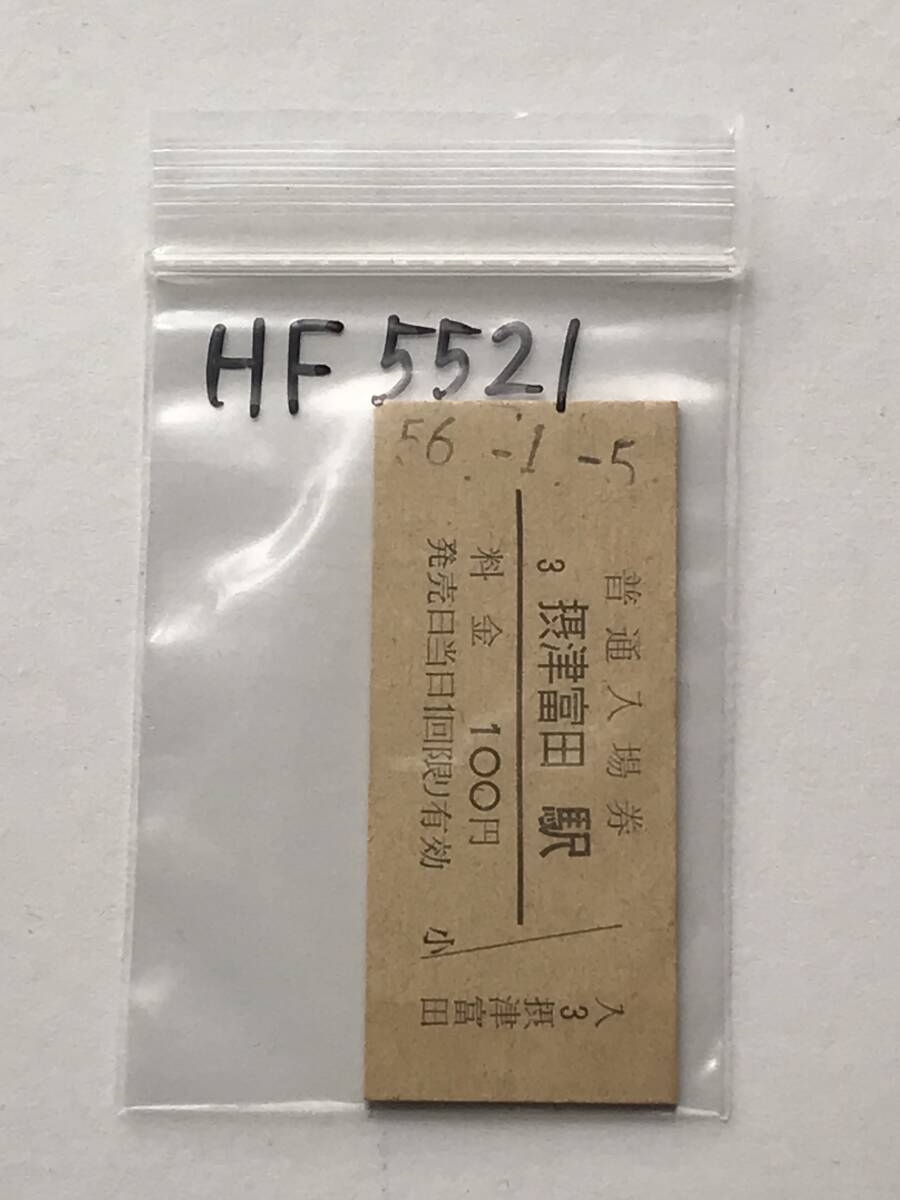 HF 5521
56.-1.-5
普通入場券
3 摂津富田 駅
料金 100円
発売日当日1回限り有効
小
入
3
摂
津
富
田